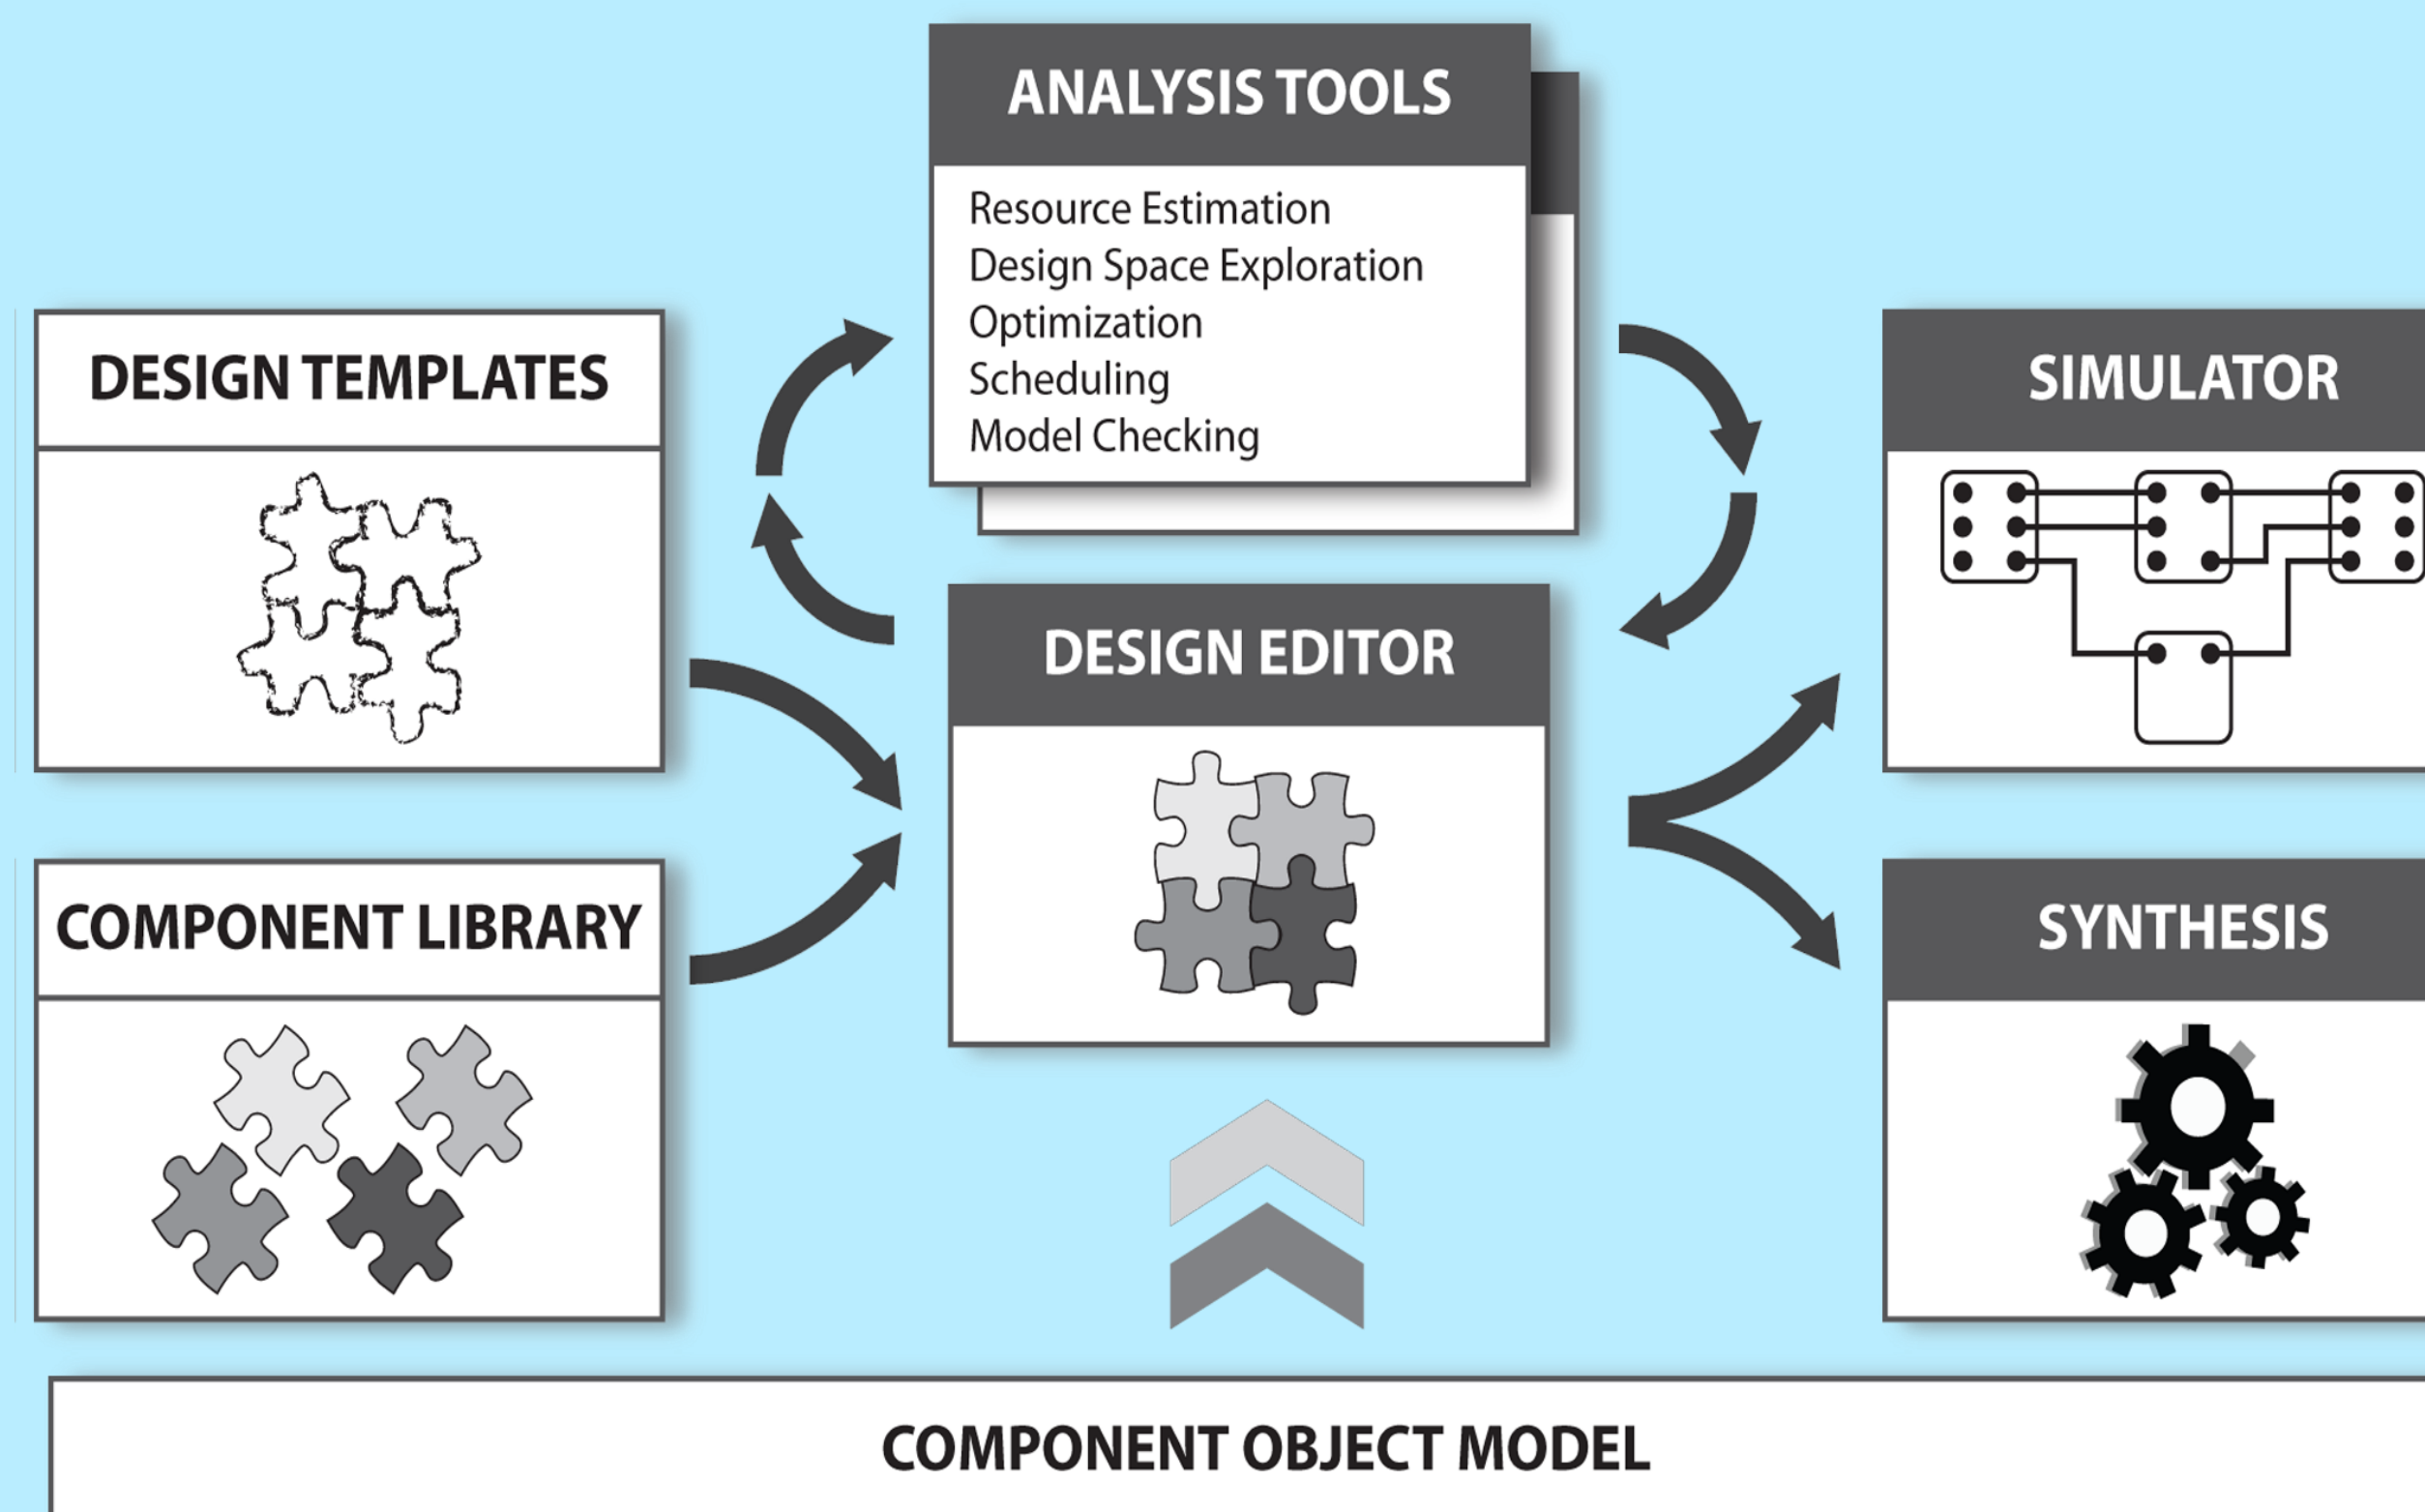 ANALYSIS TOOLS
Resource Estimation
Design Space Exploration
Optimization
Scheduling
Model Checking
DESIGN TEMPLATES
SIMULATOR
DESIGN EDITOR
COMPONENT LIBRARY
SYNTHESIS
COMPONENT OBJECT MODEL